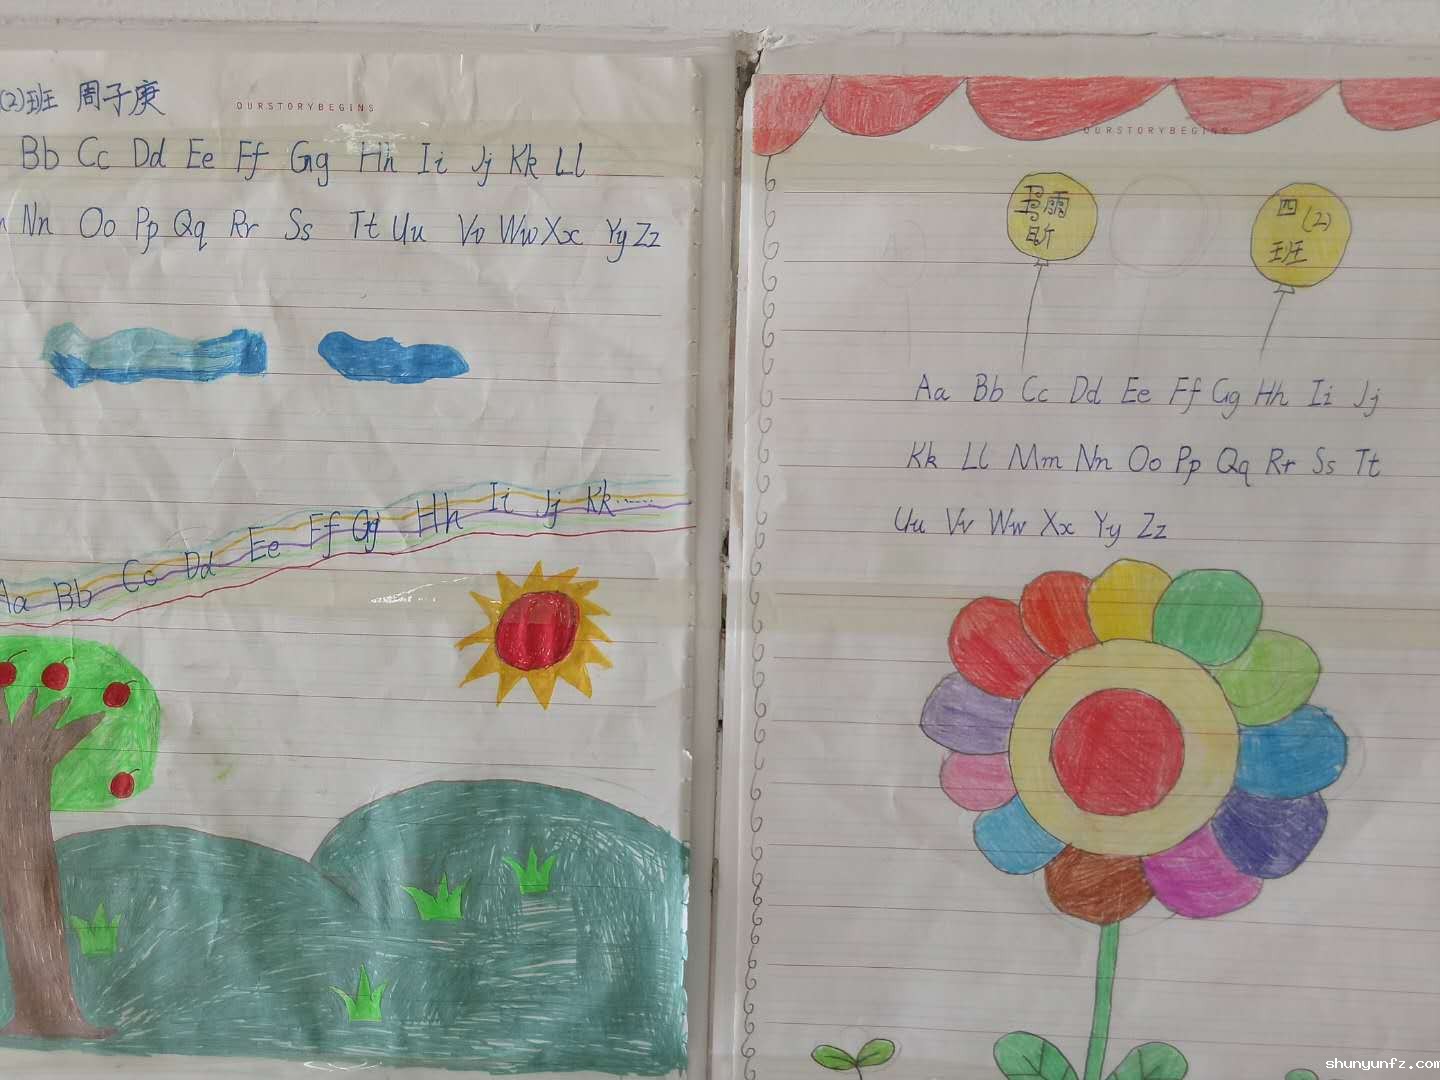 (2)班 周子庚
OURSTORYBEGINS
Bb Cc Dd Ee Ff Gg Hh Ii Jj Kk Ll
Nn Oo Pp Qq Rr Ss Tt Uu Vv Ww Xx Yy Zz
Aa Bb Cc Dd Ee Ff Gg Hh Ii Jj Kk......
OURSTORYBEGINS
雨
昕
四(2)
班
Aa Bb Cc Dd Ee Ff Gg Hh Ii Jj
Kk Ll Mm Nn Oo Pp Qq Rr Ss Tt
Uu Vv Ww Xx Yy Zz
shunyunfz.com